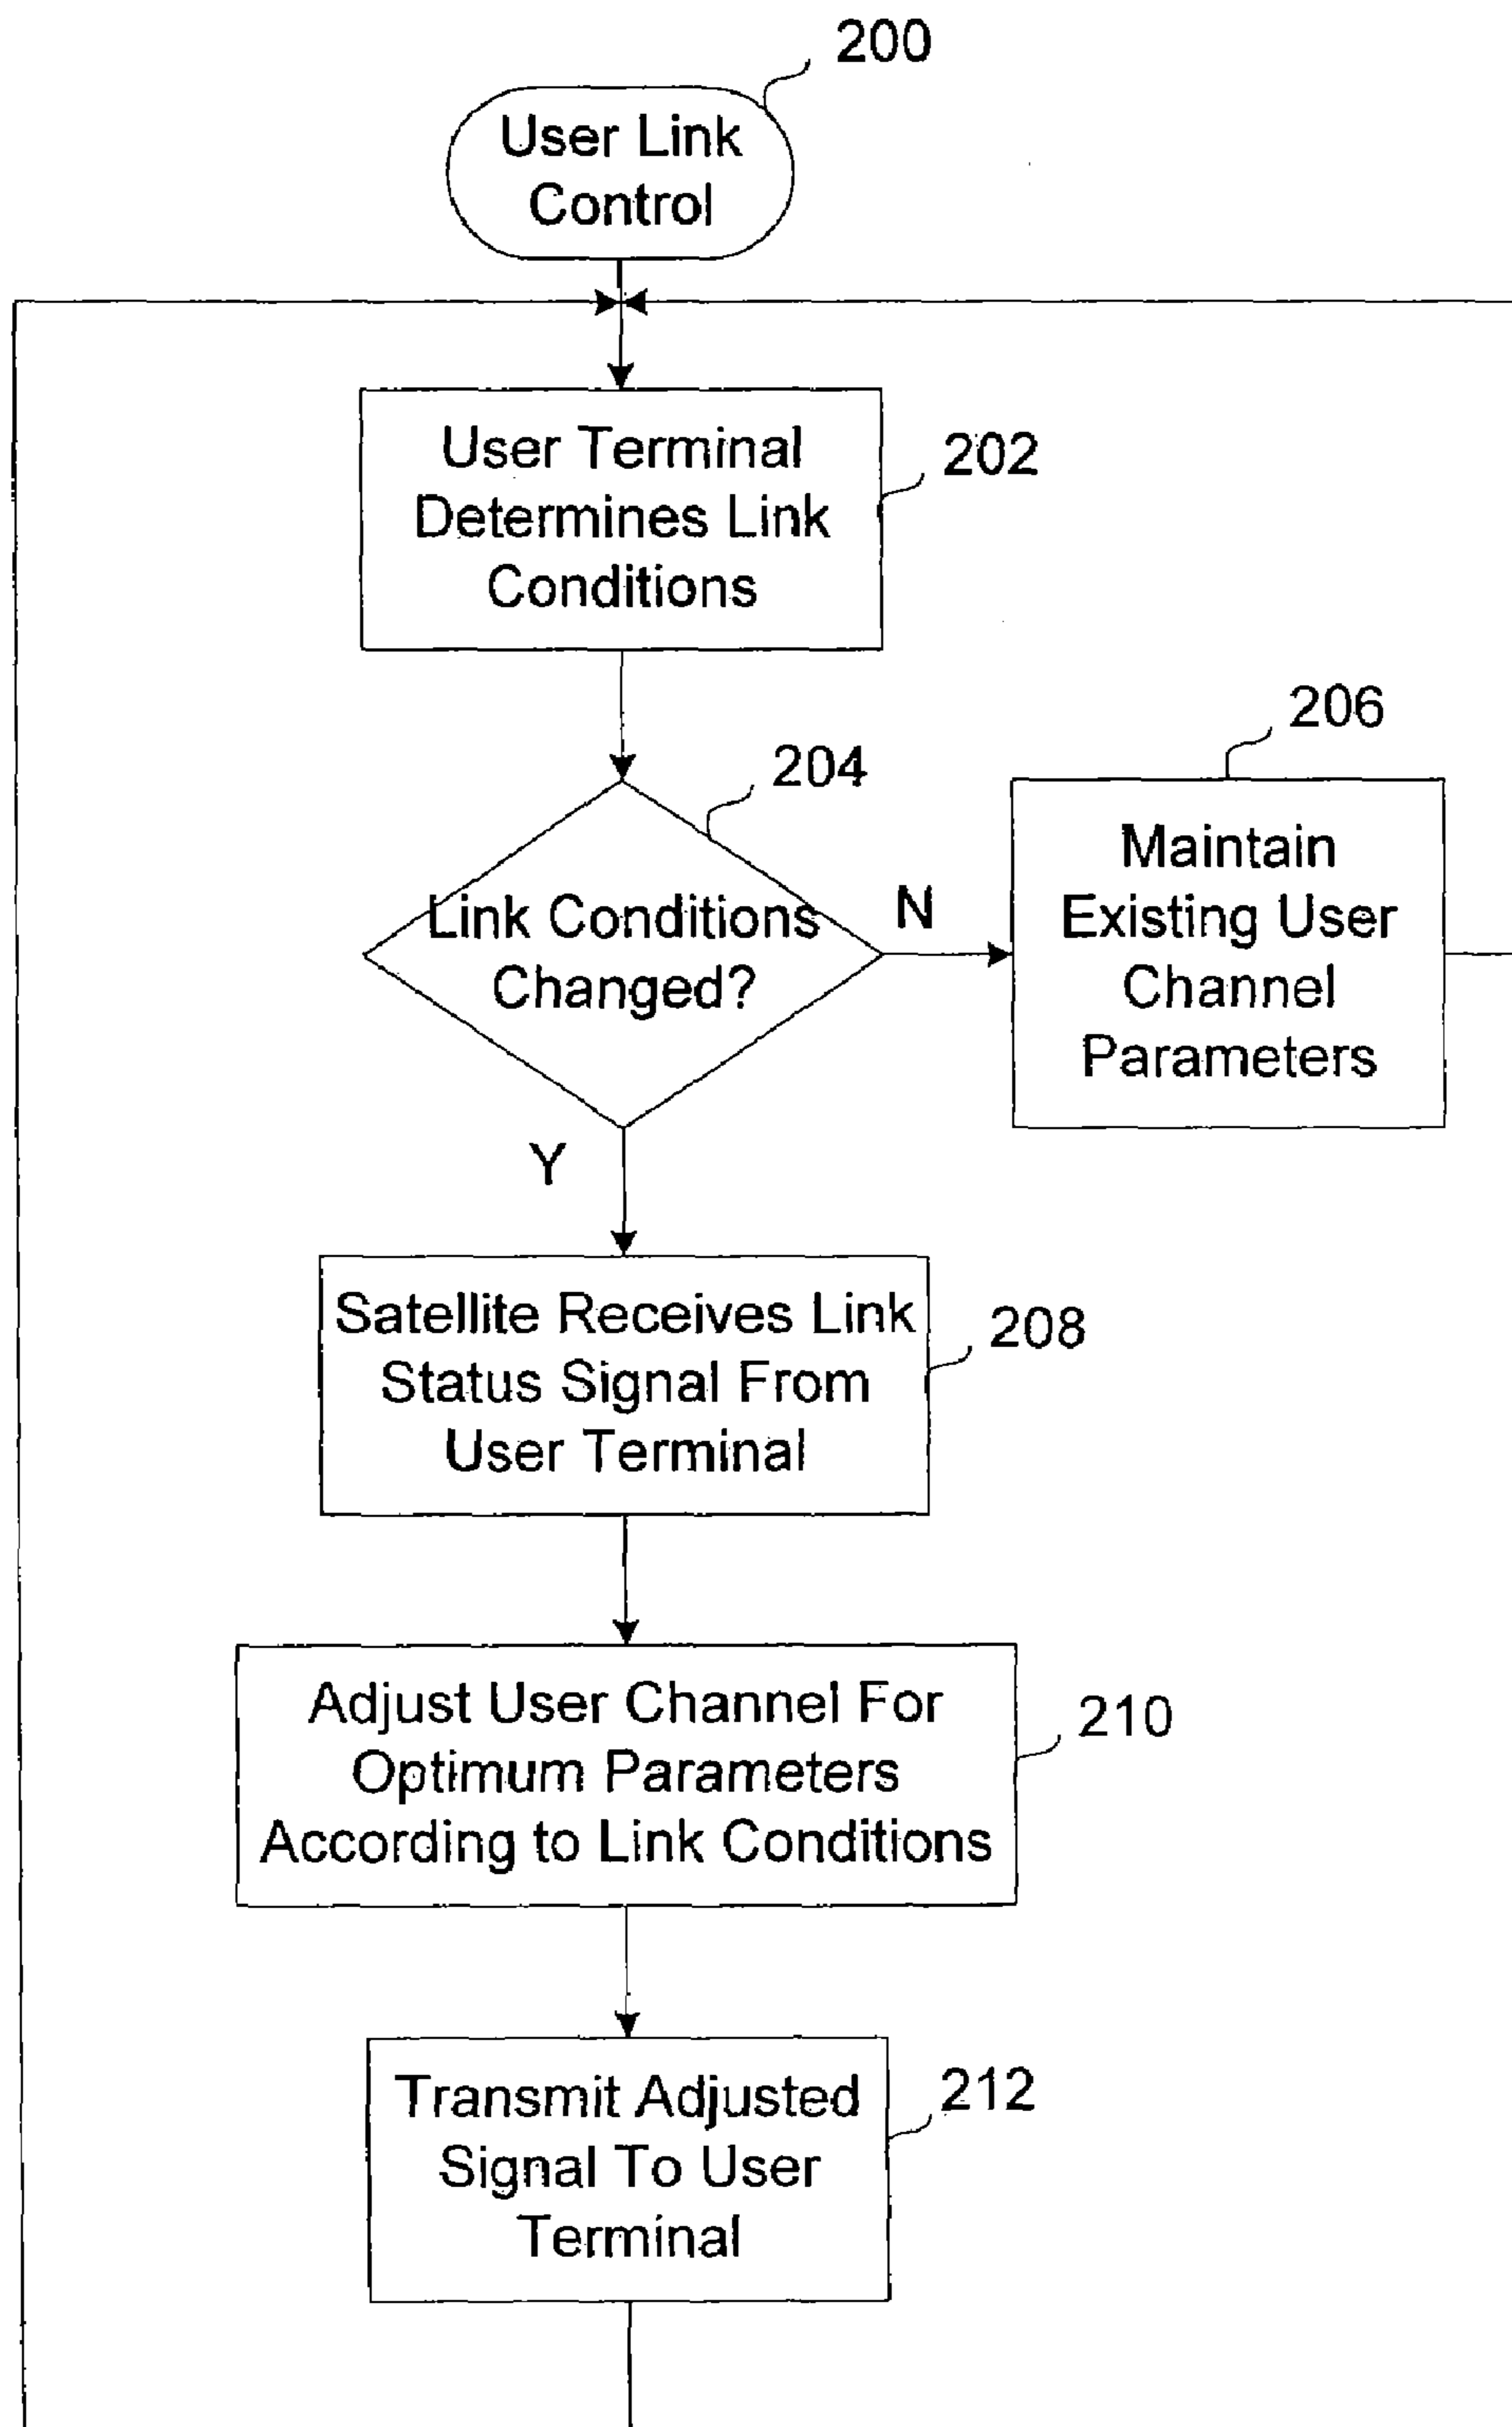 200
User Link
Control
User Terminal
Determines Link
Conditions
202
204
Link Conditions
Changed?
N
206
Maintain
Existing User
Channel
Parameters
Y
Satellite Receives Link
Status Signal From
User Terminal
208
Adjust User Channel For
Optimum Parameters
According to Link Conditions
210
Transmit Adjusted
Signal To User
Terminal
212